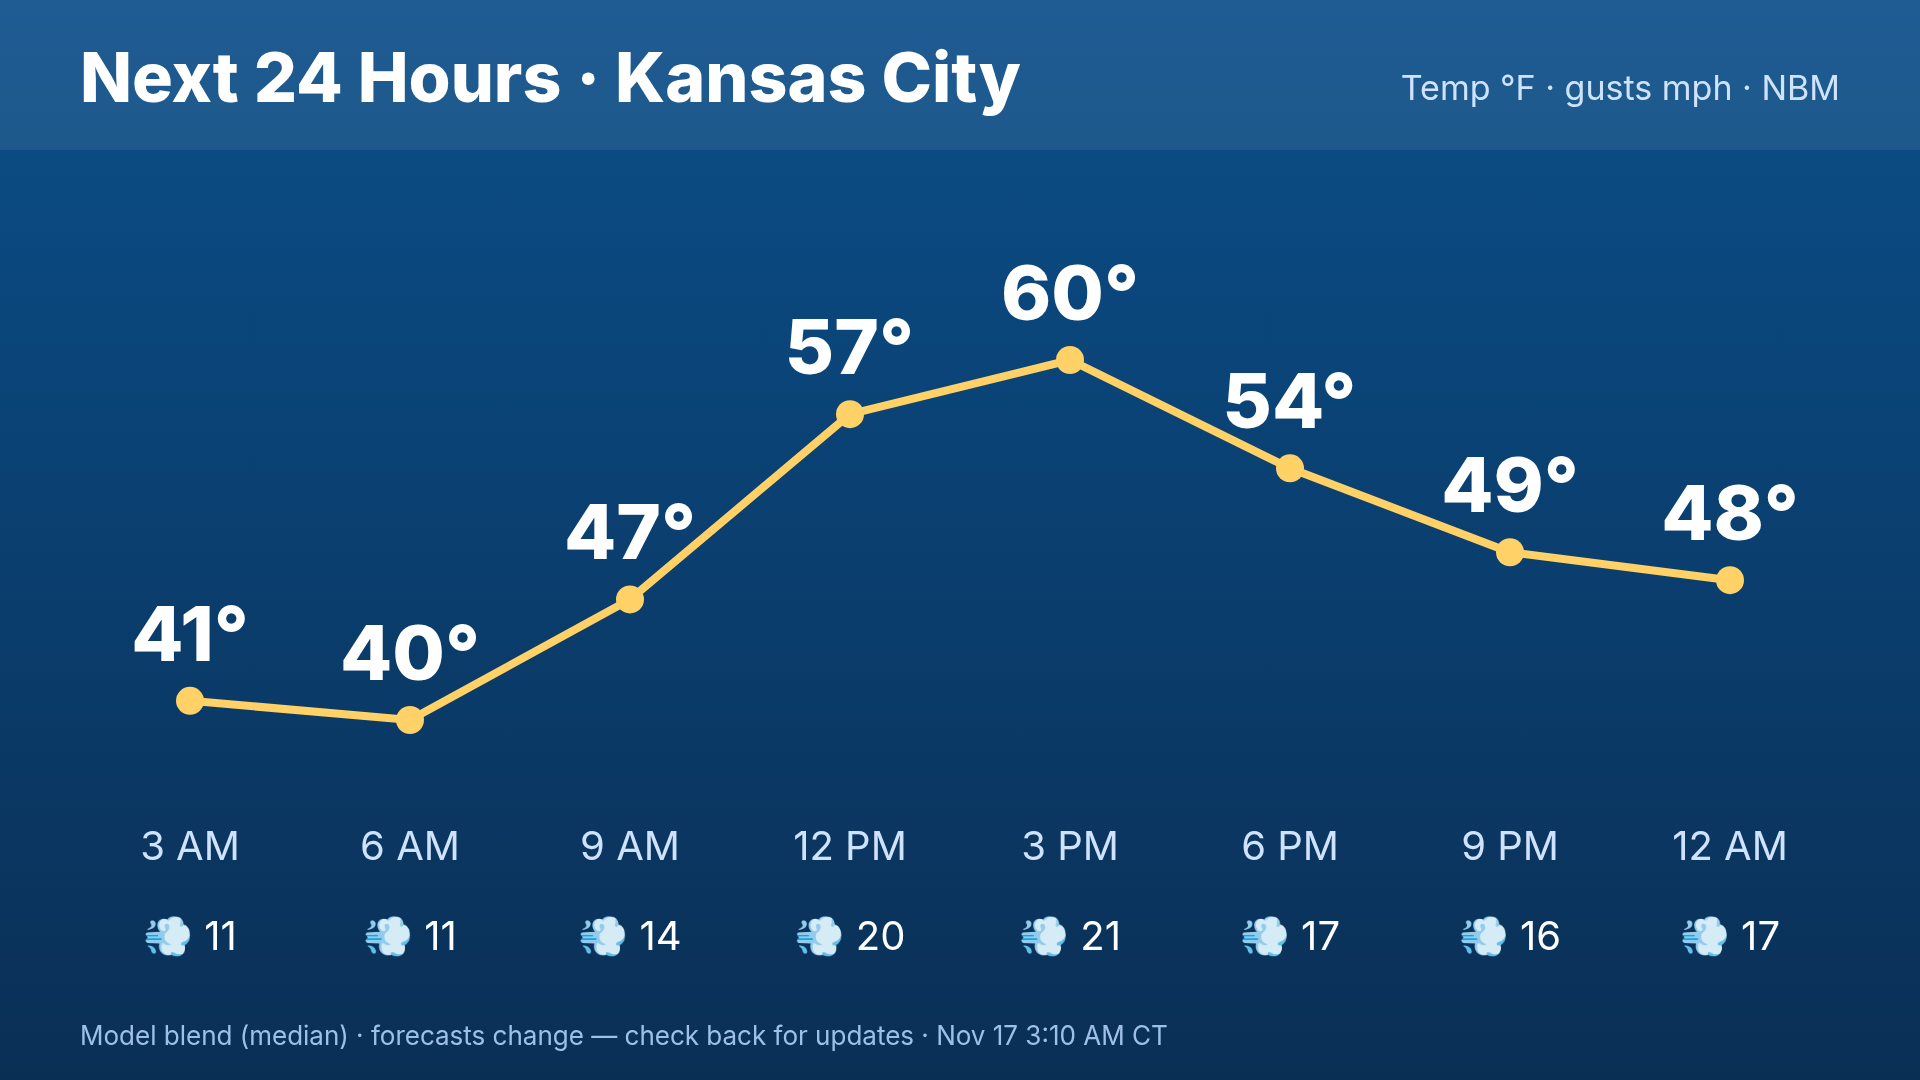 Next 24 Hours · Kansas City
Temp °F · gusts mph · NBM
41° 40° 47° 57° 60° 54° 49° 48°
3 AM 6 AM 9 AM 12 PM 3 PM 6 PM 9 PM 12 AM
💨 11 💨 11 💨 14 💨 20 💨 21 💨 17 💨 16 💨 17
Model blend (median) · forecasts change — check back for updates · Nov 17 3:10 AM CT